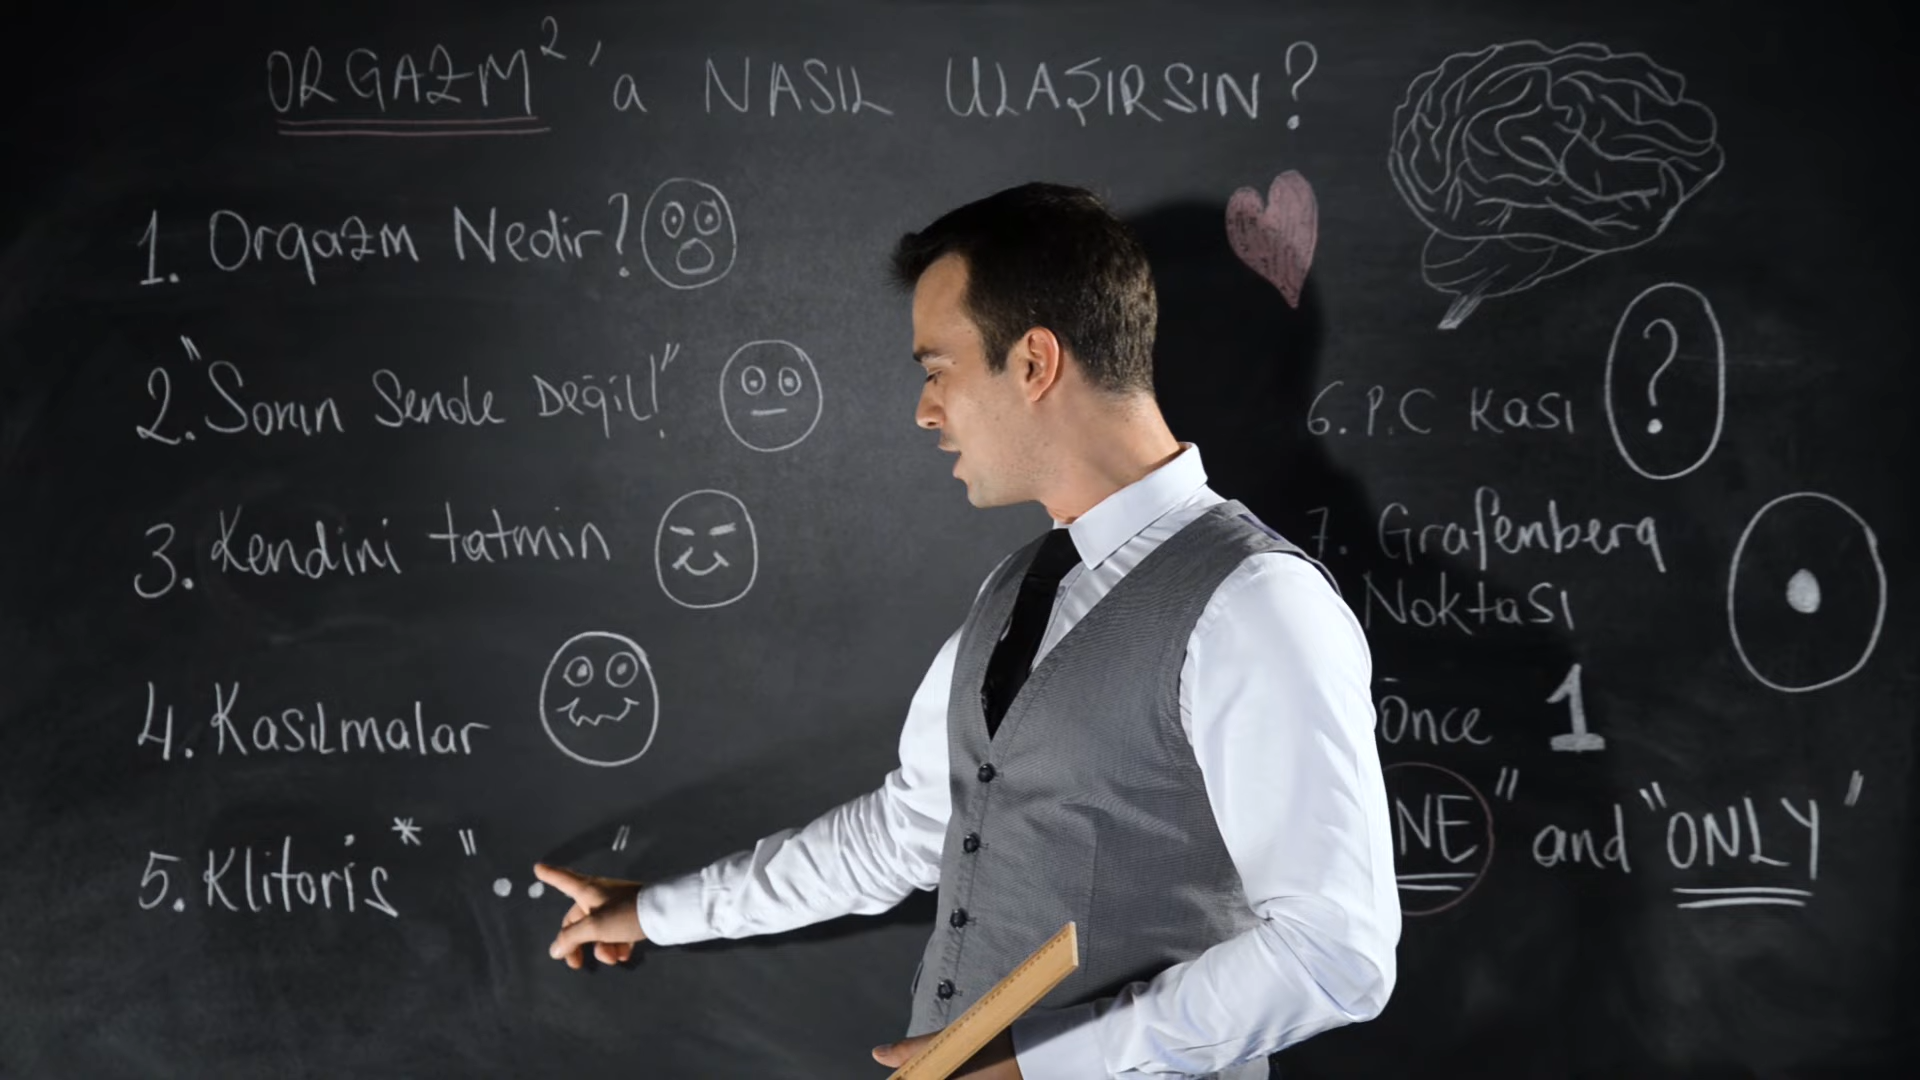 ORGAZM²'a NASIL ULAŞIRSIN?
1. Orgazm Nedir?
2. "Sorun Sende Değil!"
3. Kendini tatmin
4. Kasılmalar
5. Klitoris* " .. "
6. P.C Kası
?
7. Grafenberg
Noktası
Önce 1
NE" and "ONLY"